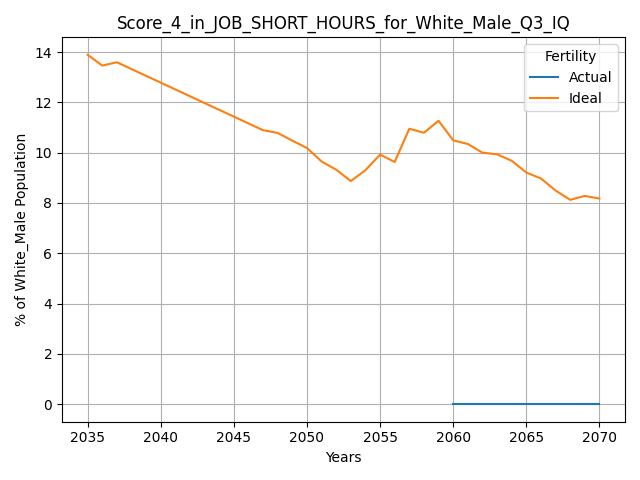 Score_4_in_JOB_SHORT_HOURS_for_White_Male_Q3_IQ
Fertility
Actual
Ideal
% of White_Male Population
14
12
10
8
6
4
2
0
2035 2040 2045 2050 2055 2060 2065 2070
Years